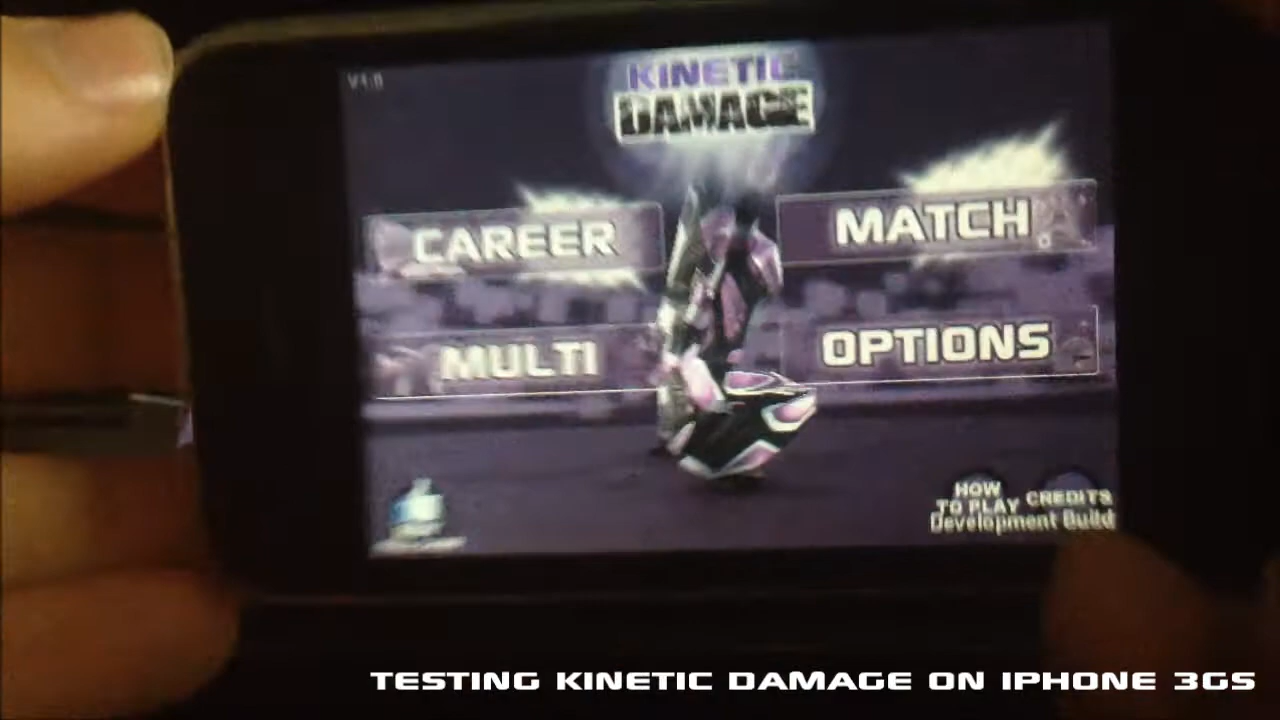 V1.0
KINETIC
DAMAGE
CAREER
MATCH
MULTI
OPTIONS
HOW
TO PLAY
CREDITS
Development Build
TESTING KINETIC DAMAGE ON IPHONE 3GS